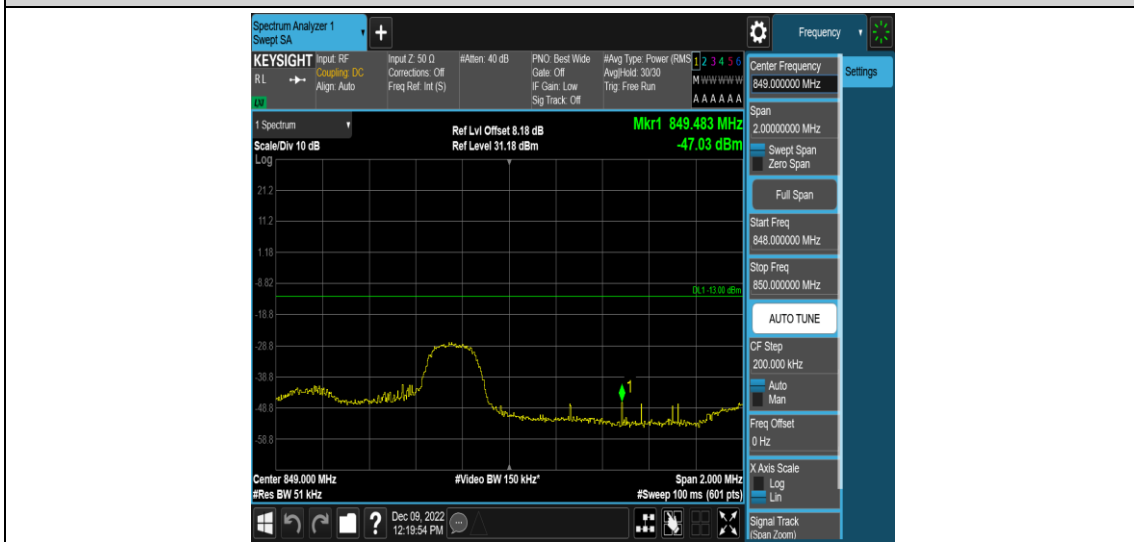 Spectrum Analyzer 1
Swept SA
Frequency
KEYSIGHT
Input: RF
Input Z: 50 Ω
#Atten: 40 dB
PNO: Best Wide
#Avg Type: Power (RMS
1 2 3 4 5 6
RL
Coupling: DC
Corrections: Off
Gate: Off
Avg|Hold: 30/30
M W W W W W
Align: Auto
Freq Ref: Int (S)
IF Gain: Low
Trig: Free Run
Sig Track: Off
A A A A A A
Center Frequency
849.000000 MHz
Settings
Span
2.00000000 MHz
Swept Span
Zero Span
Full Span
Start Freq
848.000000 MHz
Stop Freq
850.000000 MHz
AUTO TUNE
CF Step
200.000 kHz
Auto
Man
Freq Offset
0 Hz
X Axis Scale
Log
Lin
Signal Track
(Span Zoom)
1 Spectrum
Ref Lvl Offset 8.18 dB
Mkr1 849.483 MHz
Scale/Div 10 dB
Ref Level 31.18 dBm
-47.03 dBm
Log
21.2
11.2
1.18
-8.82
DL1 -13.00 dBm
-18.8
-28.8
-38.8
1
-48.8
-58.8
Center 849.000 MHz
#Video BW 150 kHz*
Span 2.000 MHz
#Res BW 51 kHz
#Sweep 100 ms (601 pts)
?
Dec 09, 2022
12:19:54 PM